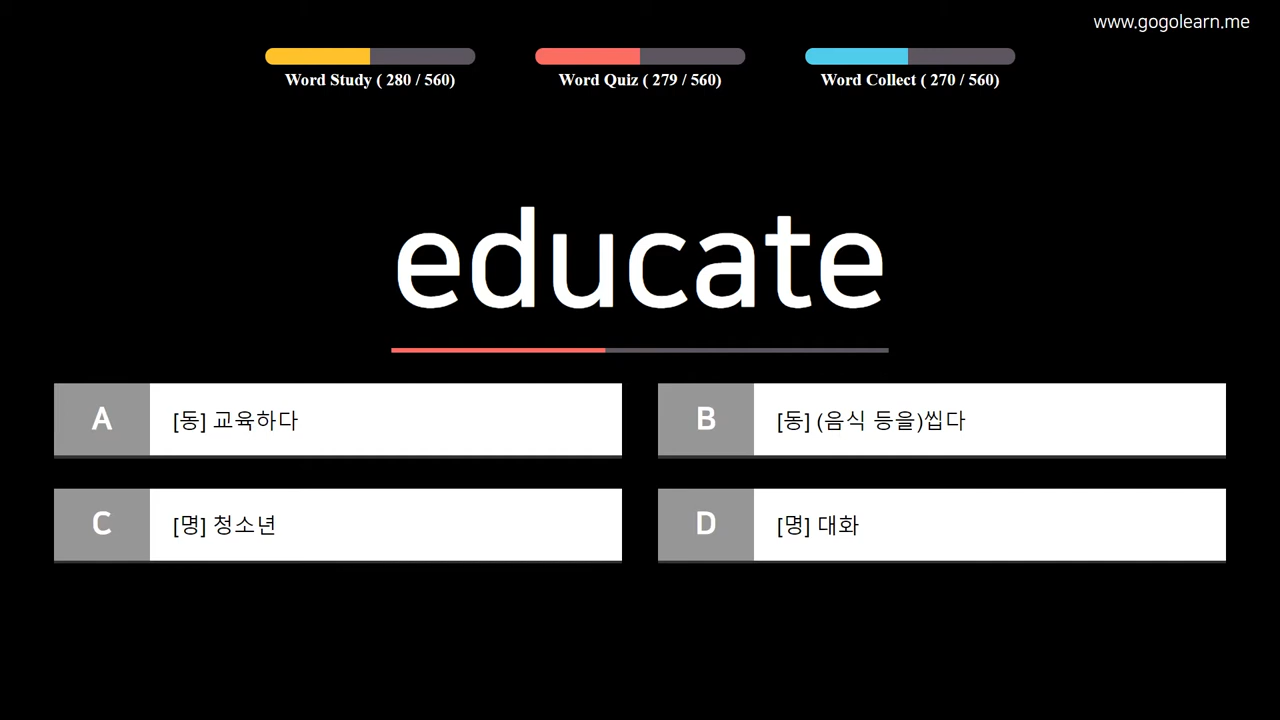 www.gogolearn.me
Word Study ( 280 / 560)
Word Quiz ( 279 / 560)
Word Collect ( 270 / 560)
educate
A [동] 교육하다
B [동] (음식 등을)씹다
C [명] 청소년
D [명] 대화